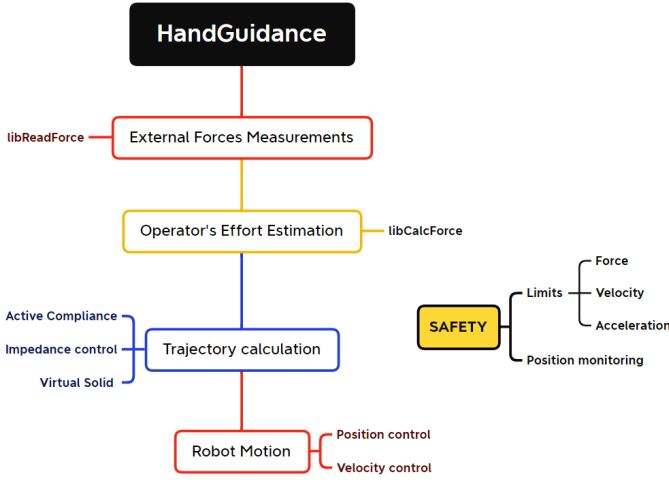 HandGuidance
libReadForce
External Forces Measurements
Operator's Effort Estimation
libCalcForce
Active Compliance
Impedance control
Virtual Solid
Trajectory calculation
Robot Motion
Position control
Velocity control
SAFETY
Limits
Force
Velocity
Acceleration
Position monitoring